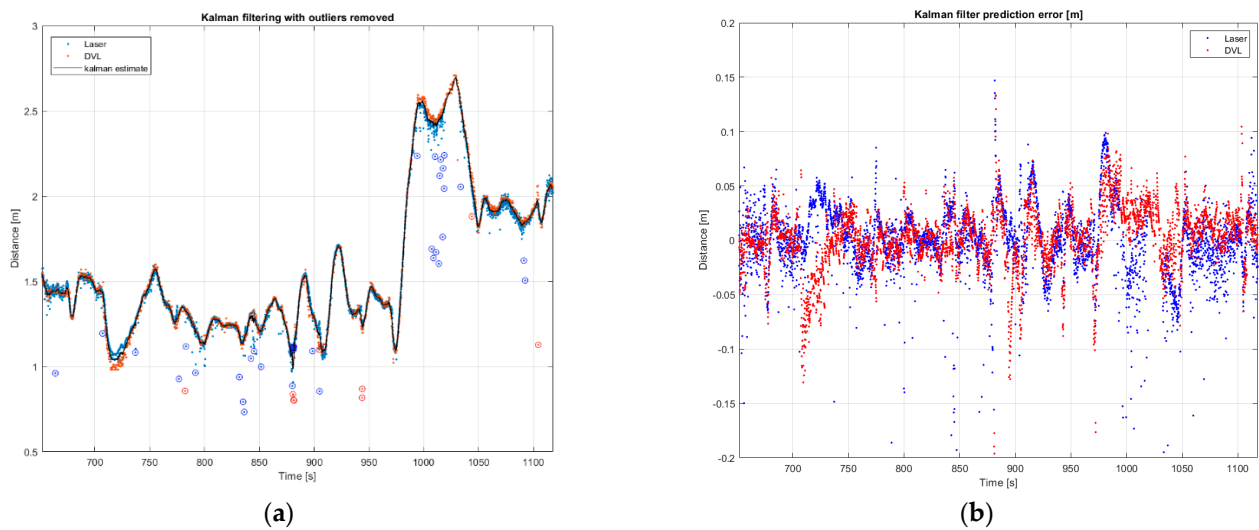 Kalman filtering with outliers removed
3
2.5
2
1.5
1
0.5
Distance [m]
Laser
DVL
kalman estimate
700 750 800 850 900 950 1000 1050 1100
Time [s]
(a)
Kalman filter prediction error [m]
0.2
0.15
0.1
0.05
0
-0.05
-0.1
-0.15
-0.2
[m]
Laser
DVL
700 750 800 850 900 950 1000 1050 1100
Time [s]
(b)